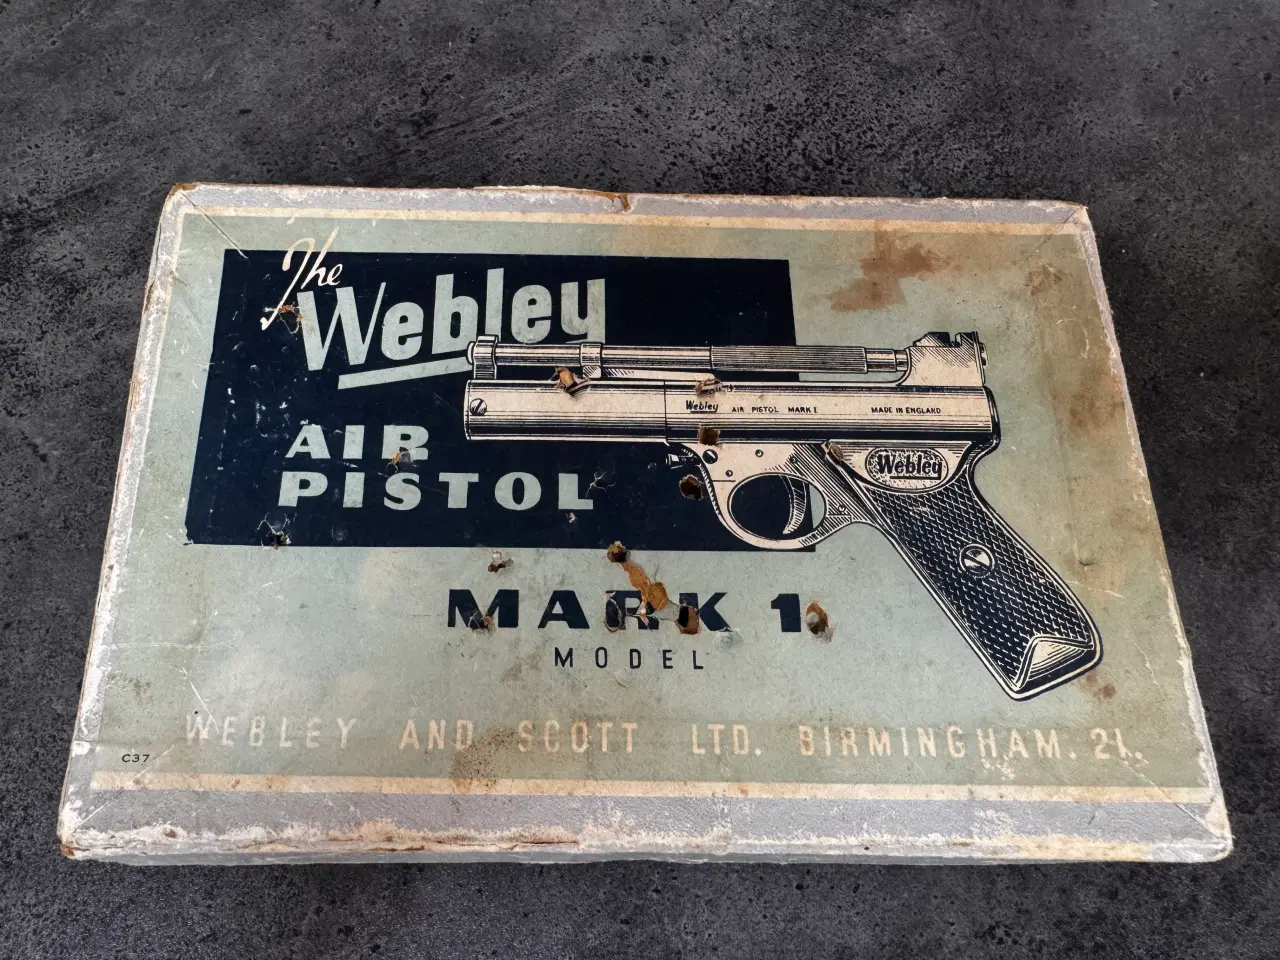 The
Webley
AIR
PISTOL
Webley AIR PISTOL MARK I MADE IN ENGLAND
Webley
MARK 1
MODEL
WEBLEY AND SCOTT LTD. BIRMINGHAM. 21.
C37